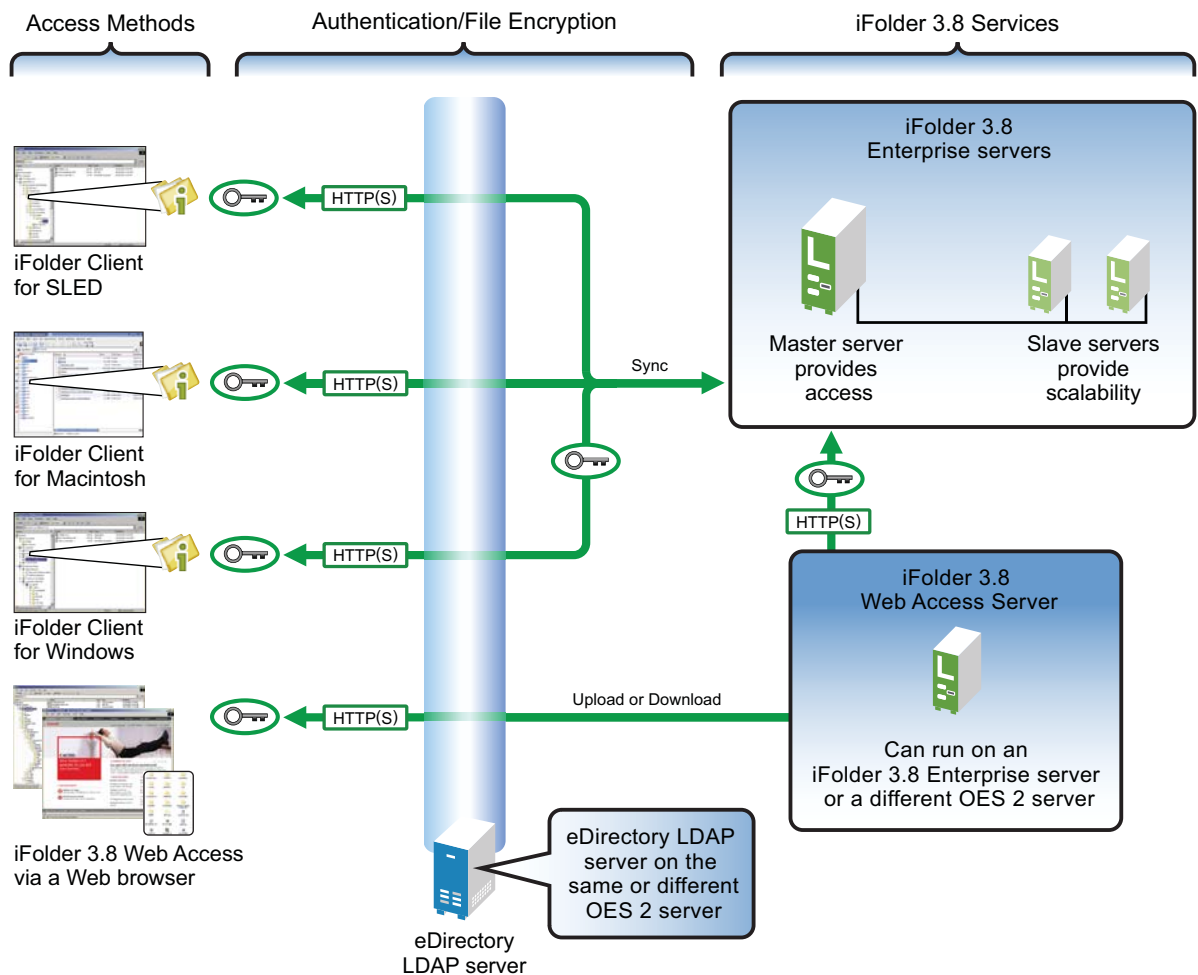 Access Methods
Authentication/File Encryption
iFolder 3.8 Services
iFolder Client
for SLED
HTTP(S)
iFolder 3.8
Enterprise servers
Master server
provides
access
Slave servers
provide
scalability
iFolder Client
for Macintosh
HTTP(S)
Sync
iFolder Client
for Windows
HTTP(S)
HTTP(S)
iFolder 3.8
Web Access Server
Can run on an
iFolder 3.8 Enterprise server
or a different OES 2 server
iFolder 3.8 Web Access
via a Web browser
HTTP(S)
Upload or Download
eDirectory LDAP
server on the
same or different
OES 2 server
eDirectory
LDAP server